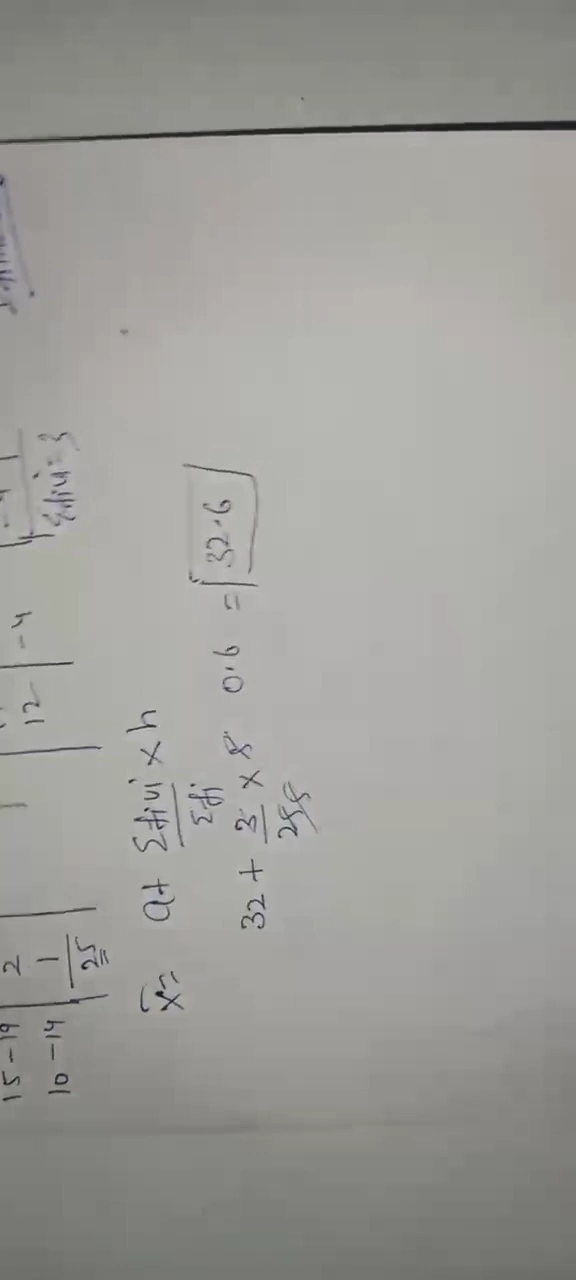 15-19 | 2
10-14 | 1 | 12 | -4 | -4
25 Σfiui=3
x̄= a+ Σfiui/Σfi × h
32 + 3/25 × 5 0.6 = 32.6